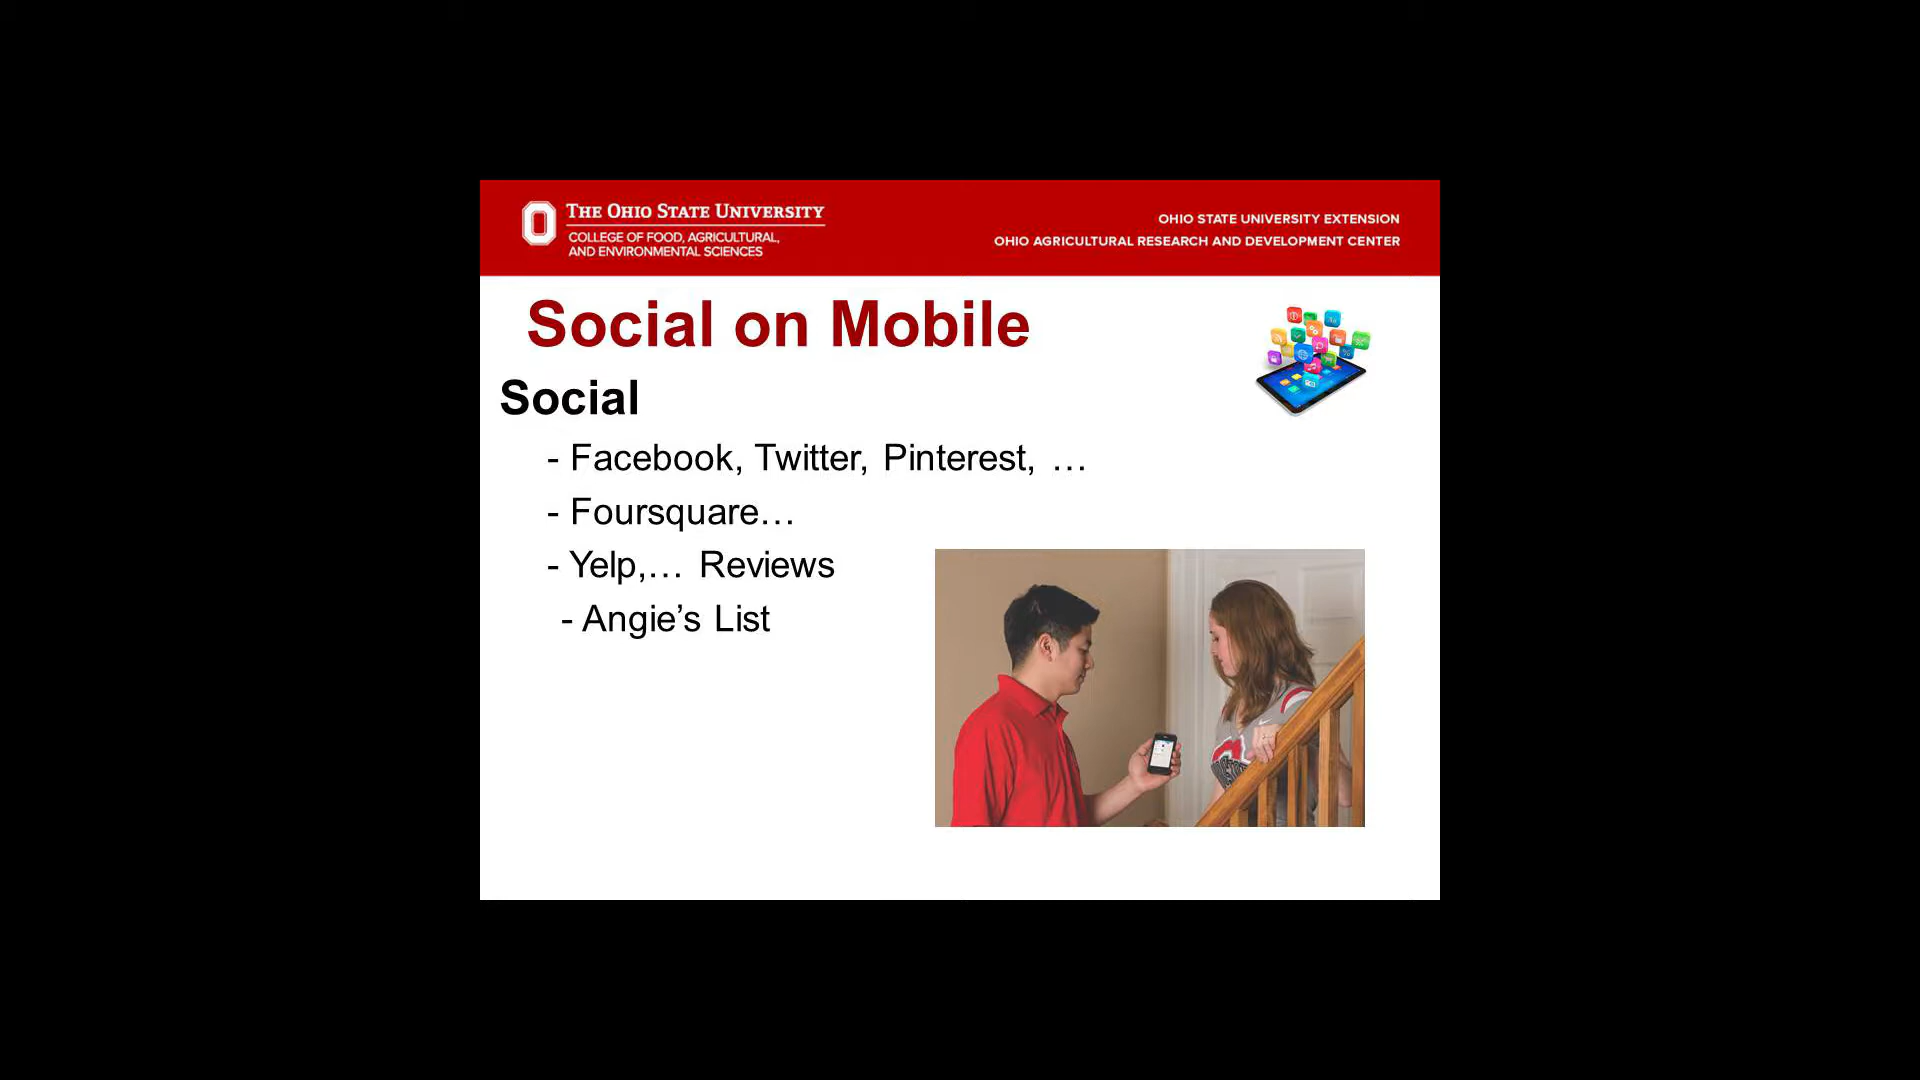 THE OHIO STATE UNIVERSITY
COLLEGE OF FOOD, AGRICULTURAL,
AND ENVIRONMENTAL SCIENCES
OHIO STATE UNIVERSITY EXTENSION
OHIO AGRICULTURAL RESEARCH AND DEVELOPMENT CENTER
Social on Mobile
Social
- Facebook, Twitter, Pinterest, …
- Foursquare…
- Yelp,… Reviews
- Angie’s List